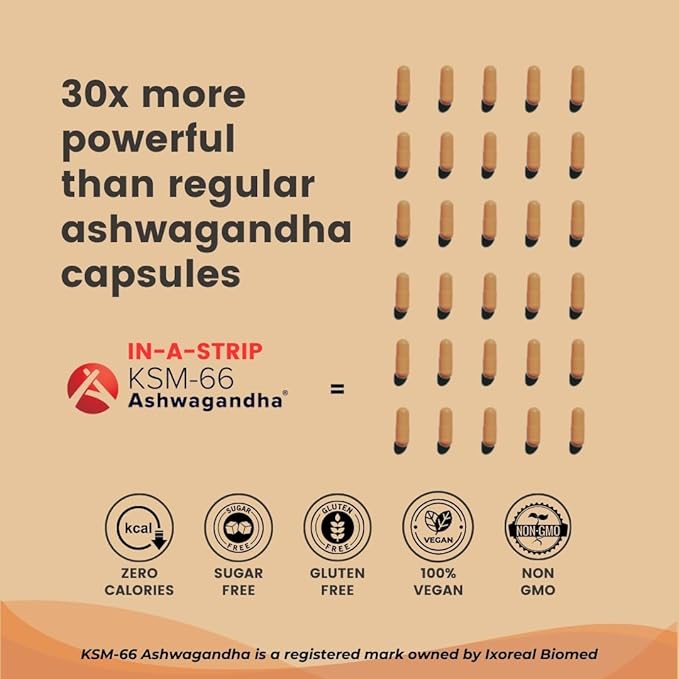 30x more
powerful
than regular
ashwagandha
capsules
IN-A-STRIP
KSM-66
Ashwagandha®
=
kcal
SUGAR
FREE
GLUTEN
FREE
VEGAN
NON-GMO
ZERO
CALORIES
SUGAR
FREE
GLUTEN
FREE
100%
VEGAN
NON
GMO
KSM-66 Ashwagandha is a registered mark owned by Ixoreal Biomed